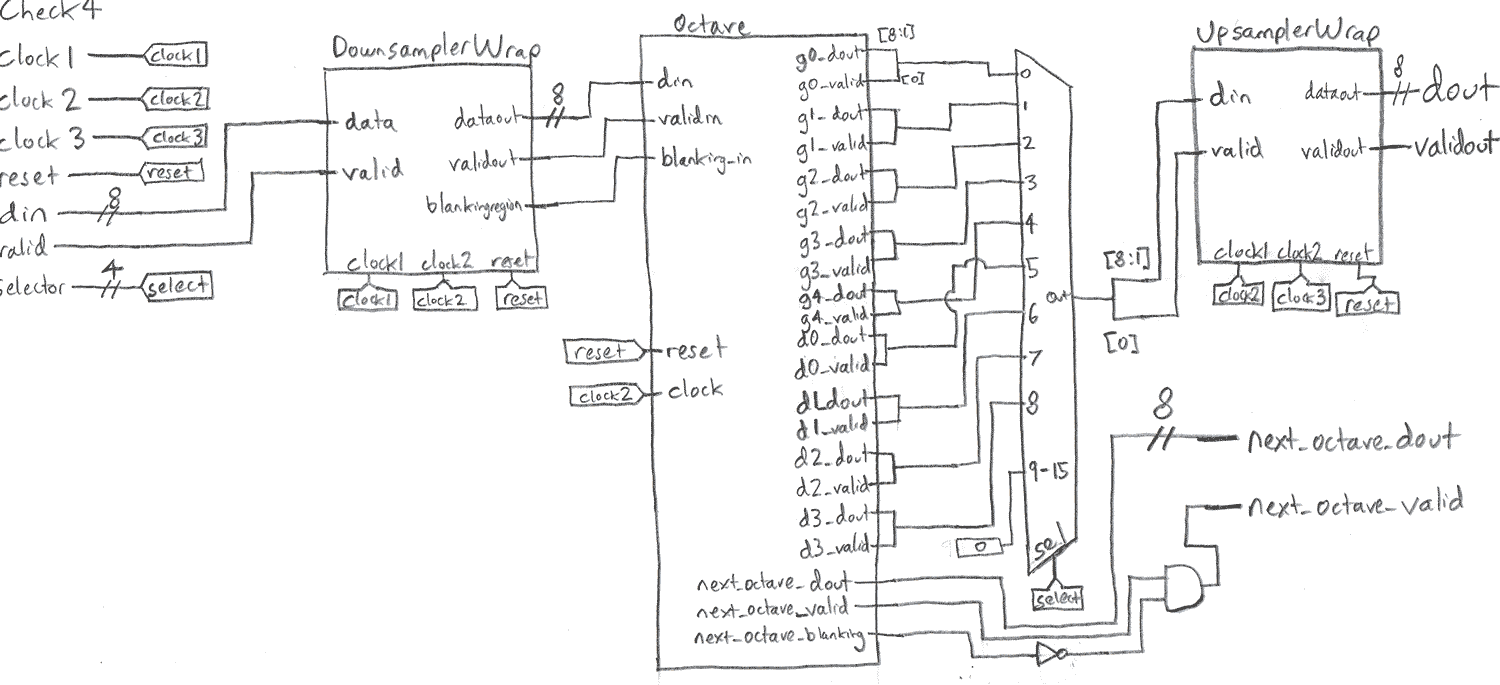 Check 4
Clock 1
clock1
clock 2
clock2
clock 3
clock3
reset
reset
din
8
valid
selector
4
select
DownsamplerWrap
data
valid
dataout
8
validout
blankingregion
clock1 clock2 reset
clock1
clock2
reset
Octave
din
validin
blanking_in
reset
reset
clock2
clock
g0_dout
g0_valid
g1_dout
g1_valid
g2_dout
g2_valid
g3_dout
g3_valid
g4_dout
g4_valid
d0_dout
d0_valid
d1_dout
d1_valid
d2_dout
d2_valid
d3_dout
d3_valid
next_octave_dout
next_octave_valid
next_octave_blanking
[8:1]
[0]
0
1
2
3
4
5
6
7
8
9-15
0
out
sel
select
[8:1]
[0]
UpsamplerWrap
din
valid
dataout
validout
clock1 clock2 reset
clock2
clock3
reset
8
dout
validout
8
next_octave_dout
next_octave_valid